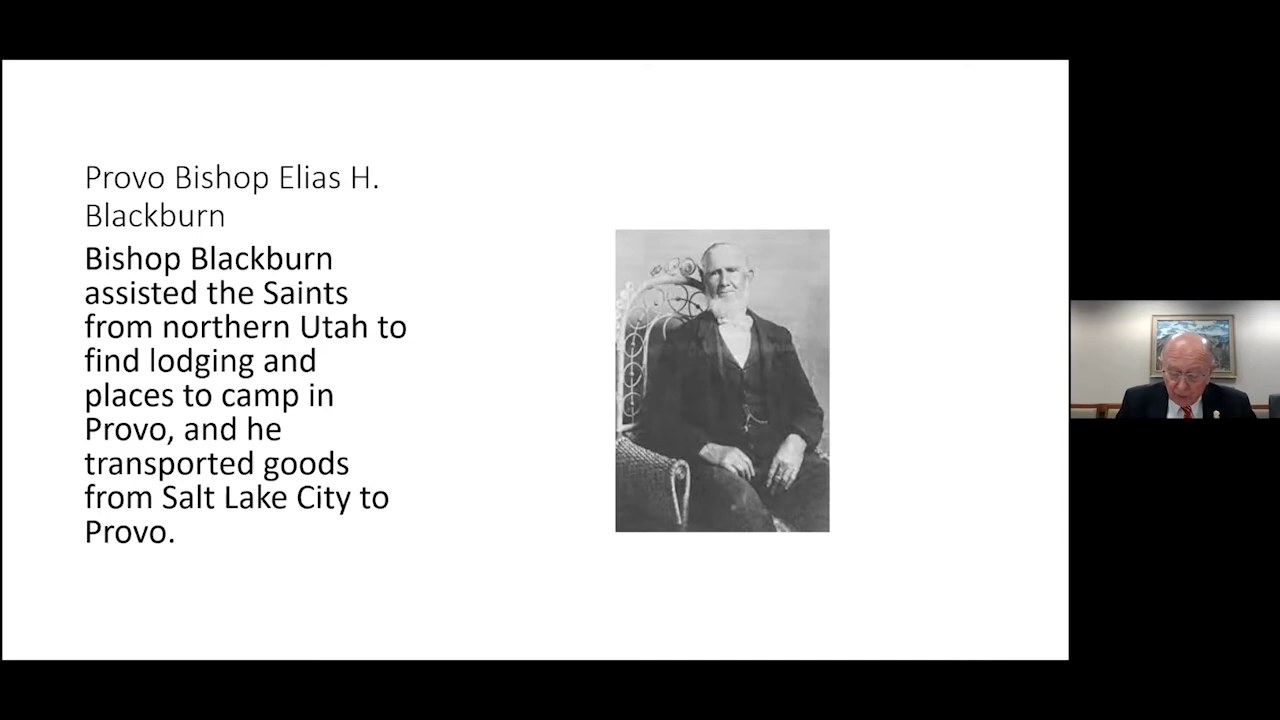 Provo Bishop Elias H.
Blackburn
Bishop Blackburn
assisted the Saints
from northern Utah to
find lodging and
places to camp in
Provo, and he
transported goods
from Salt Lake City to
Provo.